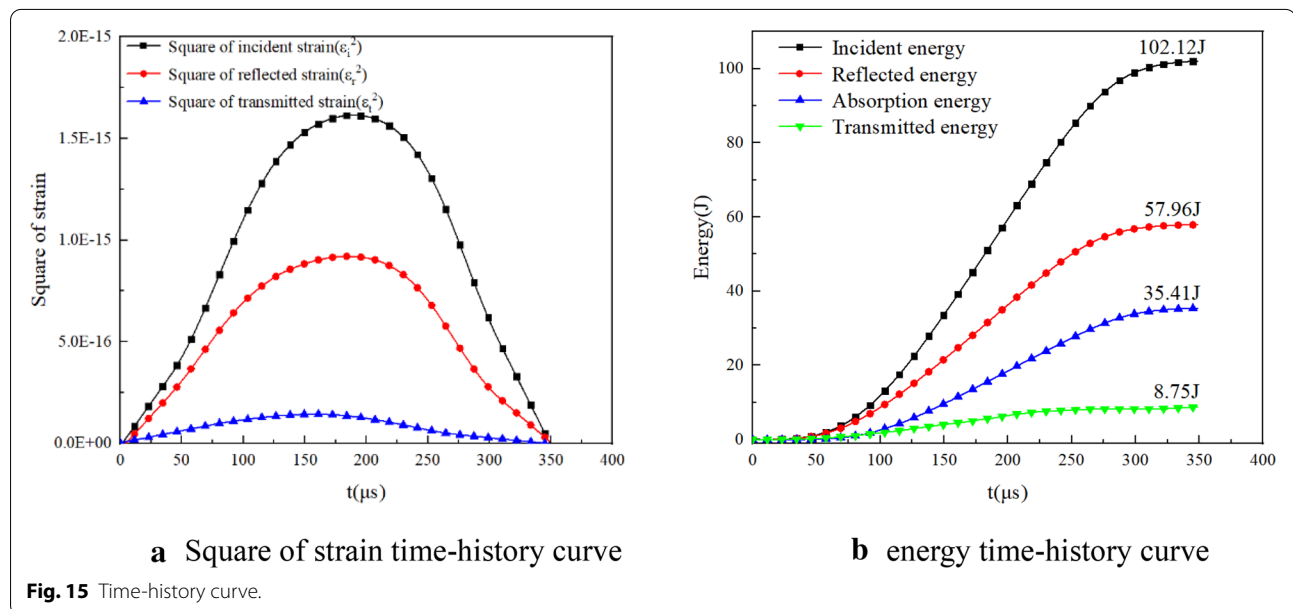 2.0E-15
1.5E-15
1.0E-15
5.0E-16
0.0E+00
Square of strain
Square of incident strain(εi²)
Square of reflected strain(εr²)
Square of transmitted strain(εt²)
0 50 100 150 200 250 300 350 400
t(μs)
a Square of strain time-history curve
100
80
60
40
20
0
Energy(J)
Incident energy
Reflected energy
Absorption energy
Transmitted energy
102.12J
57.96J
35.41J
8.75J
0 50 100 150 200 250 300 350 400
t(μs)
b energy time-history curve
Fig. 15 Time-history curve.